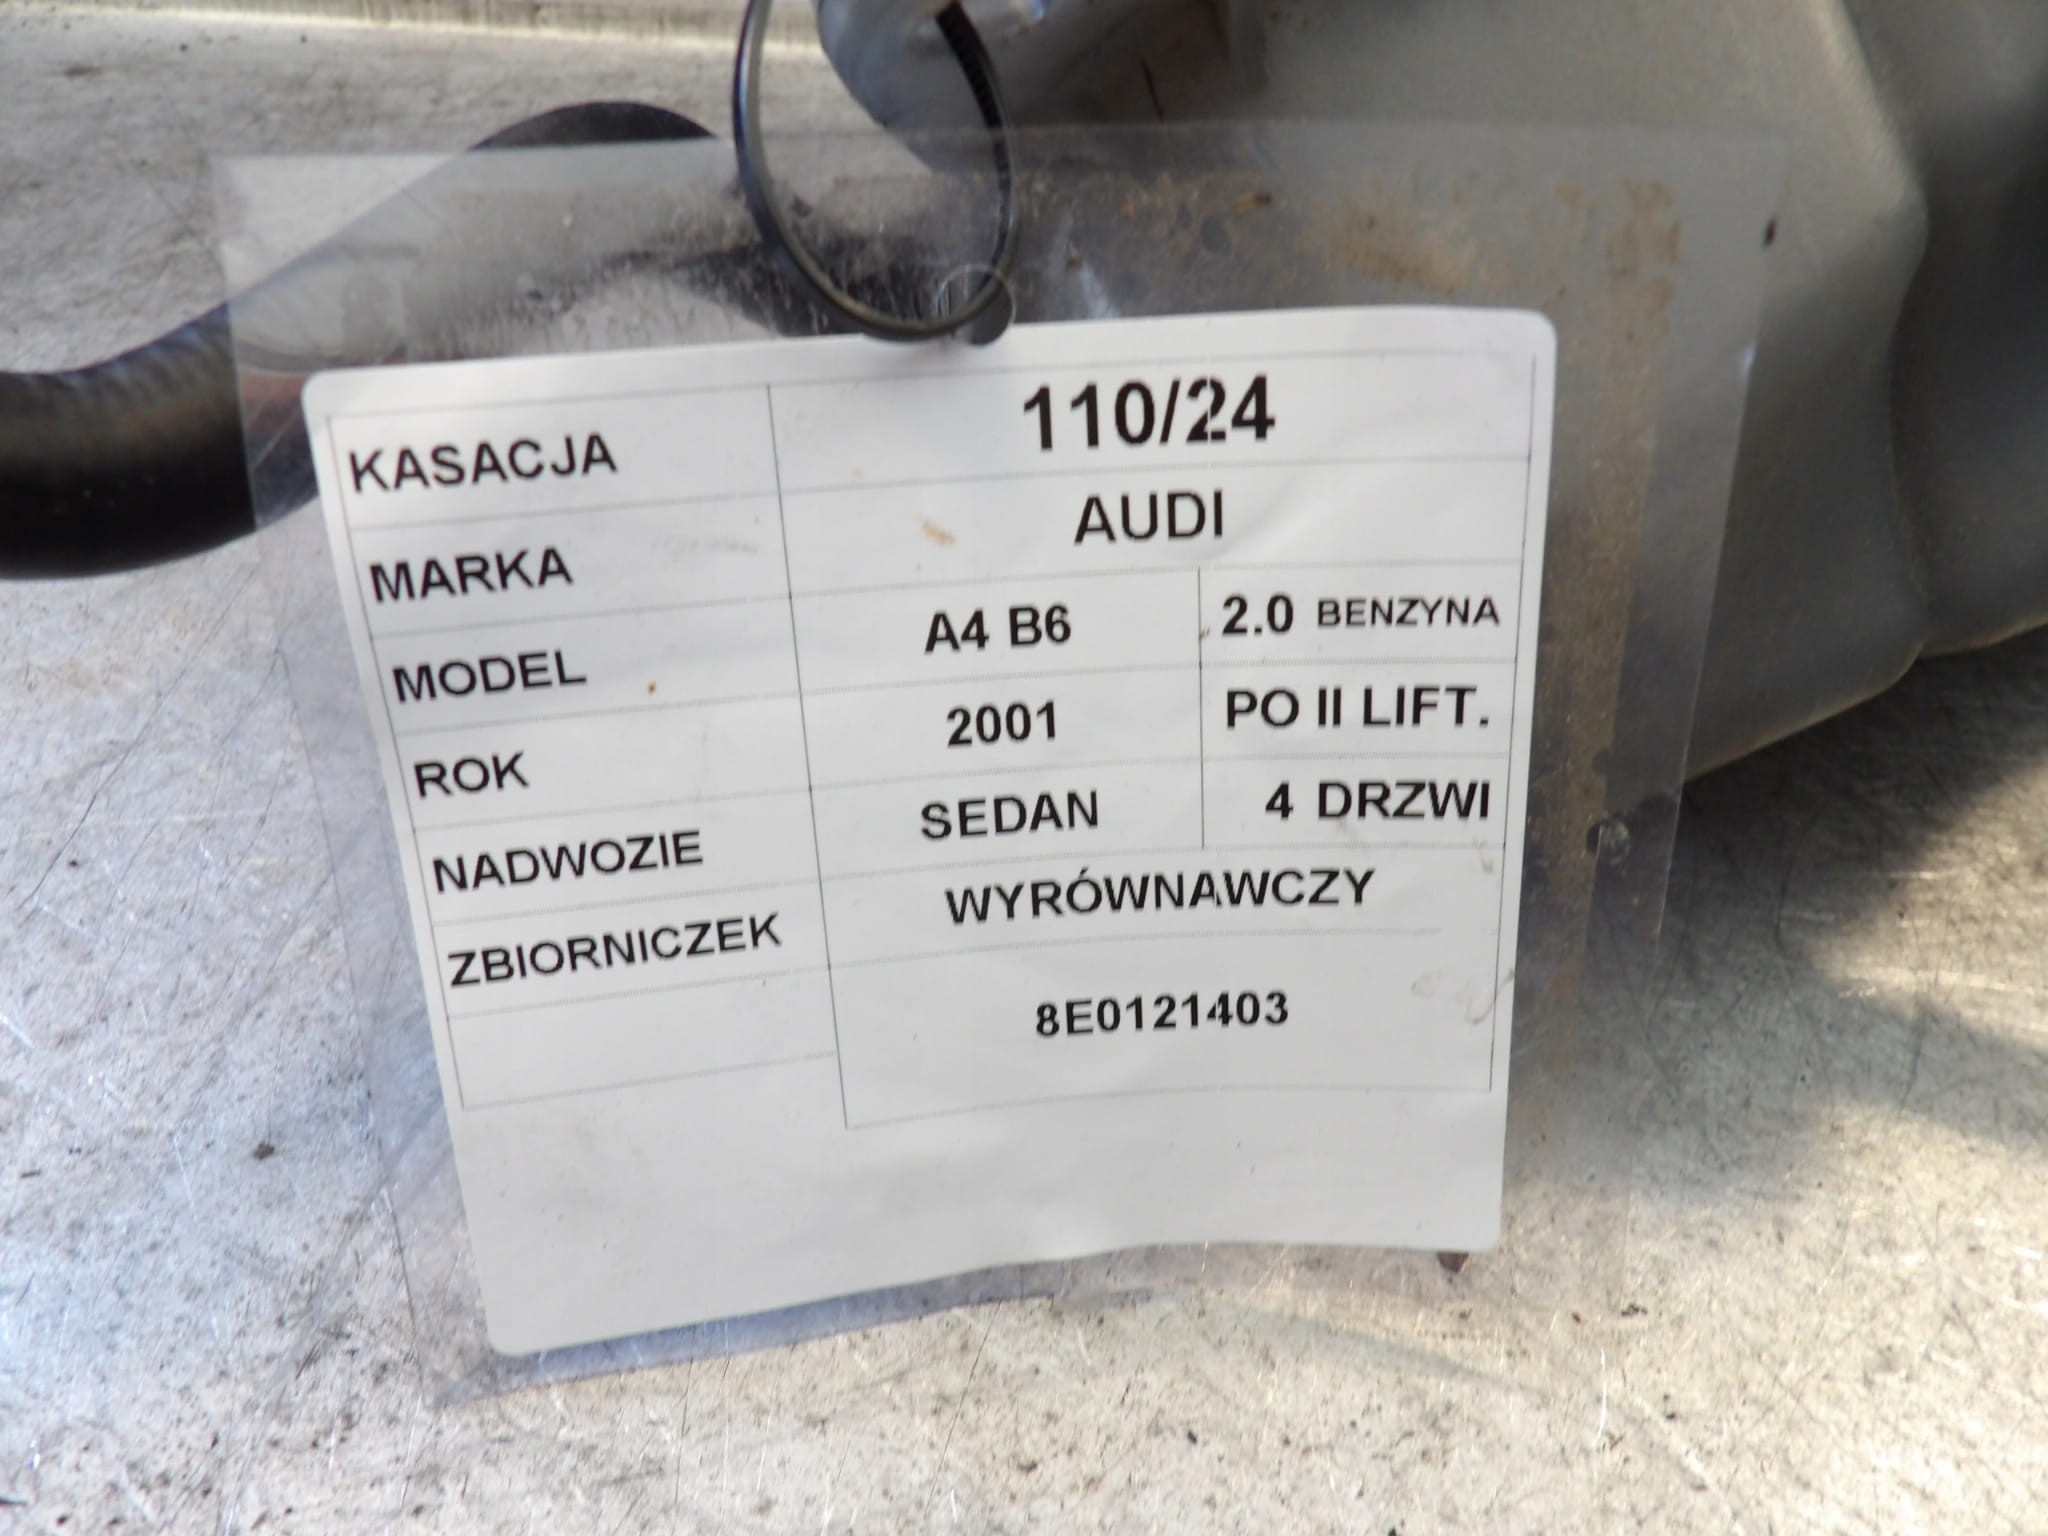 KASACJA 110/24
MARKA AUDI
MODEL A4 B6 2.0 BENZYNA
ROK 2001 PO II LIFT.
NADWOZIE SEDAN 4 DRZWI
ZBIORNICZEK WYRÓWNAWCZY
8E0121403